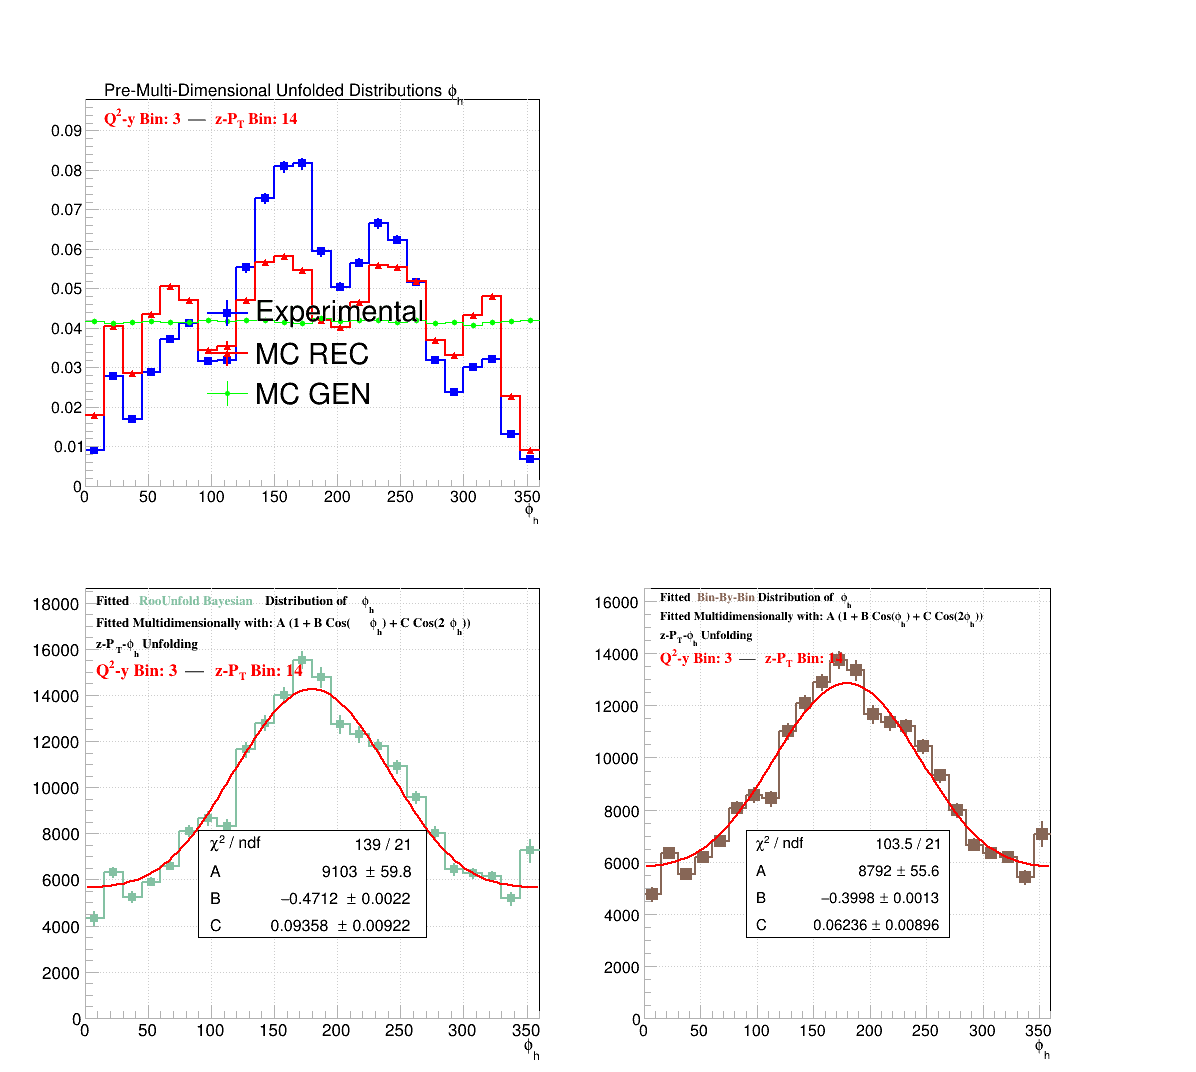 Pre-Multi-Dimensional Unfolded Distributions ϕh
Q²-y Bin: 3 — z-PT Bin: 14
0.09
0.08
0.07
0.06
0.05
0.04
0.03
0.02
0.01
0
Experimental
MC REC
MC GEN
0 50 100 150 200 250 300 350
ϕh
Fitted RooUnfold Bayesian Distribution of ϕh
Fitted Multidimensionally with: A (1 + B Cos( ϕh) + C Cos(2 ϕh))
z-PT-ϕh Unfolding
Q²-y Bin: 3 — z-PT Bin: 14
18000
16000
14000
12000
10000
8000
6000
4000
2000
0
χ² / ndf 139 / 21
A 9103 ± 59.8
B −0.4712 ± 0.0022
C 0.09358 ± 0.00922
0 50 100 150 200 250 300 350
ϕh
Fitted Bin-By-Bin Distribution of ϕh
Fitted Multidimensionally with: A (1 + B Cos(ϕh) + C Cos(2ϕh))
z-PT-ϕh Unfolding
Q²-y Bin: 3 — z-PT Bin: 14
16000
14000
12000
10000
8000
6000
4000
2000
0
χ² / ndf 103.5 / 21
A 8792 ± 55.6
B −0.3998 ± 0.0013
C 0.06236 ± 0.00896
0 50 100 150 200 250 300 350
ϕh